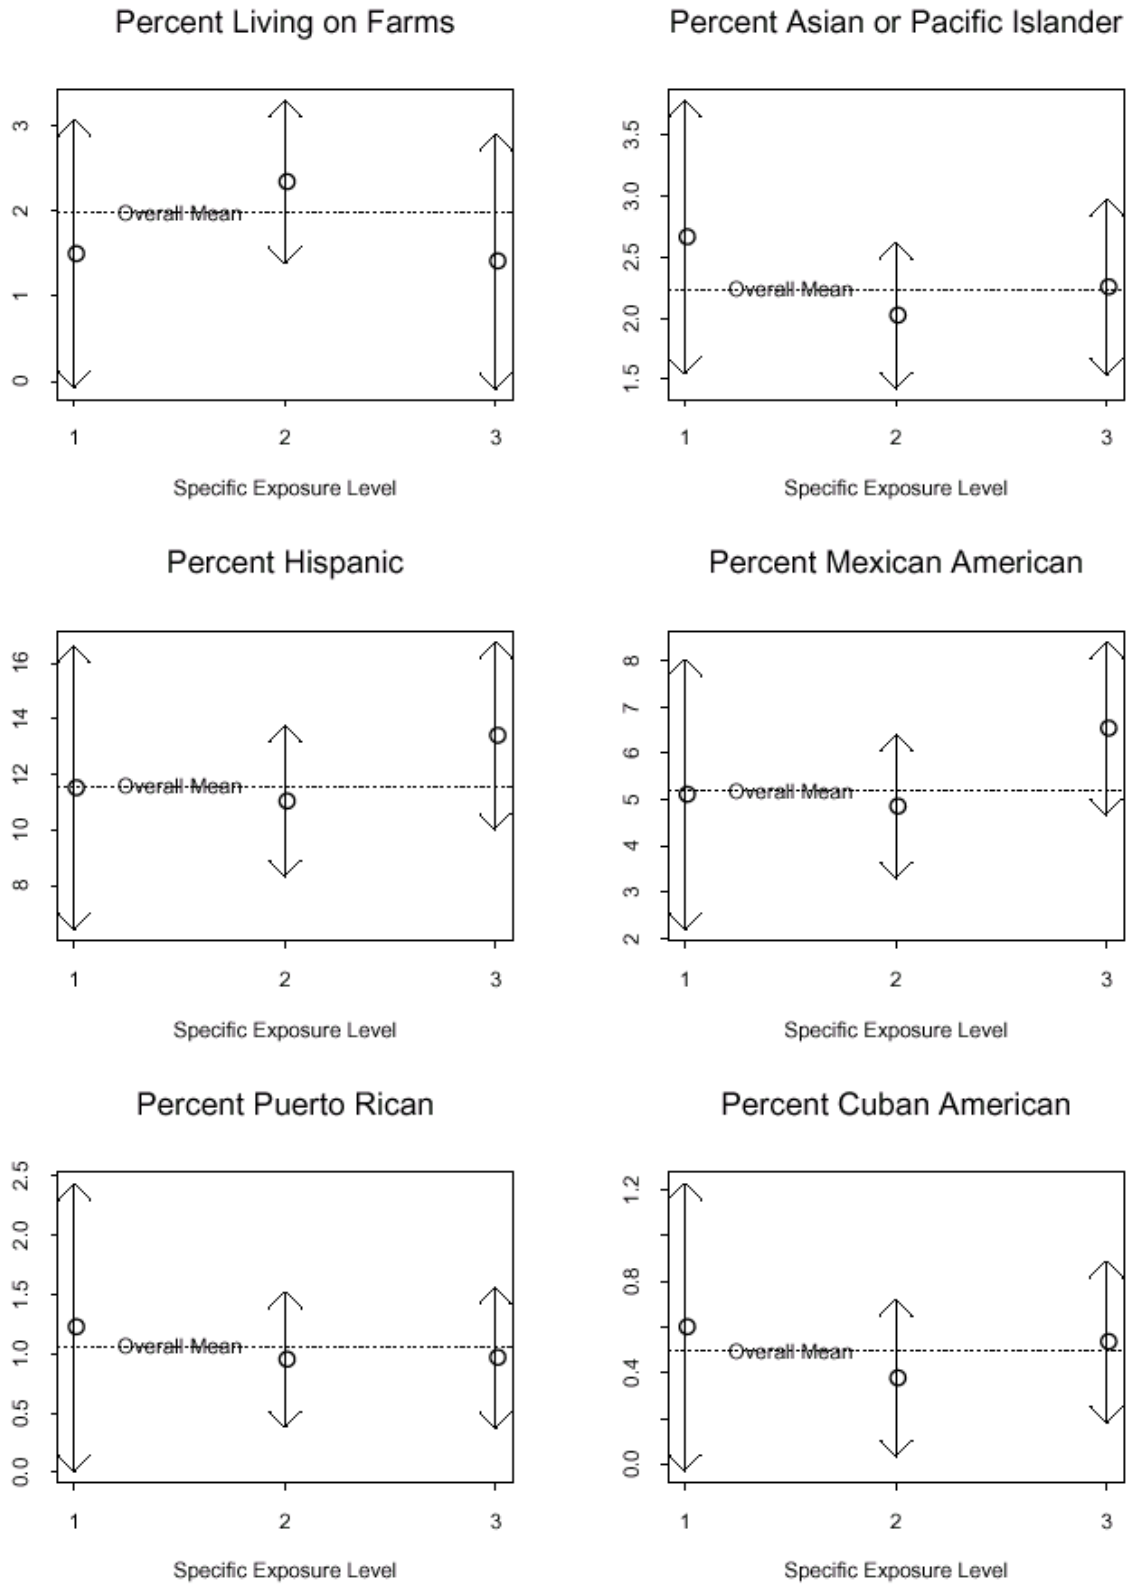 Percent Living on Farms
3
2
1
0
Overall Mean
1 2 3
Specific Exposure Level
Percent Asian or Pacific Islander
3.5
3.0
2.5
2.0
1.5
Overall Mean
1 2 3
Specific Exposure Level
Percent Hispanic
16
14
12
10
8
Overall Mean
1 2 3
Specific Exposure Level
Percent Mexican American
8
7
6
5
4
3
2
Overall Mean
1 2 3
Specific Exposure Level
Percent Puerto Rican
2.5
2.0
1.5
1.0
0.5
0.0
Overall Mean
1 2 3
Specific Exposure Level
Percent Cuban American
1.2
0.8
0.4
0.0
Overall Mean
1 2 3
Specific Exposure Level